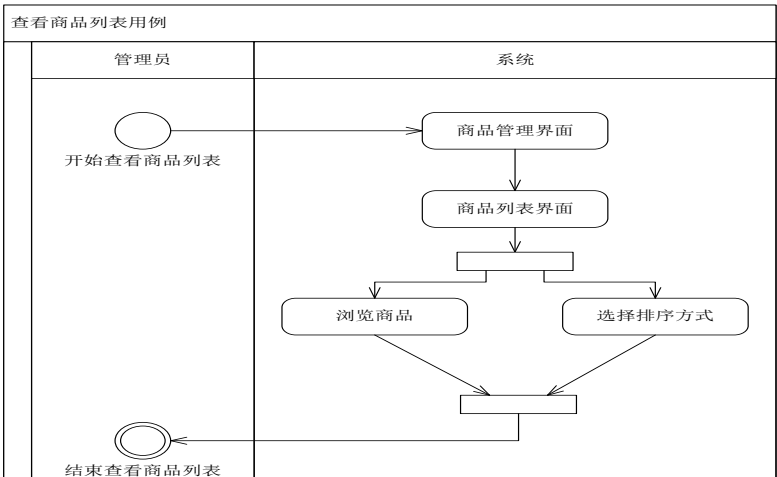 查看商品列表用例
管理员
系统
商品管理界面
开始查看商品列表
商品列表界面
浏览商品
选择排序方式
结束查看商品列表